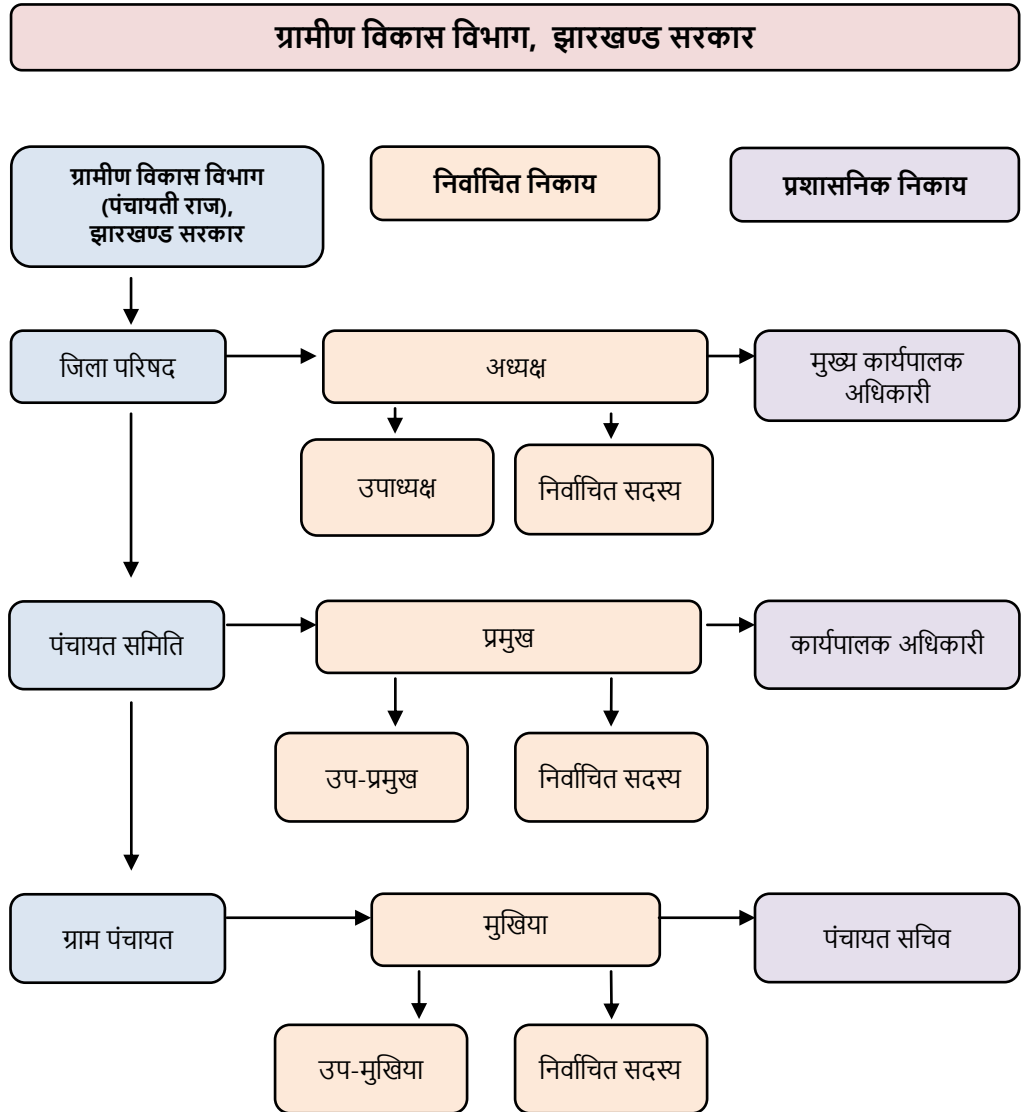 ग्रामीण विकास विभाग, झारखण्ड सरकार
ग्रामीण विकास विभाग
(पंचायती राज),
झारखण्ड सरकार
निर्वाचित निकाय
प्रशासनिक निकाय
जिला परिषद
अध्यक्ष
मुख्य कार्यपालक
अधिकारी
उपाध्यक्ष
निर्वाचित सदस्य
पंचायत समिति
प्रमुख
कार्यपालक अधिकारी
उप-प्रमुख
निर्वाचित सदस्य
ग्राम पंचायत
मुखिया
पंचायत सचिव
उप-मुखिया
निर्वाचित सदस्य